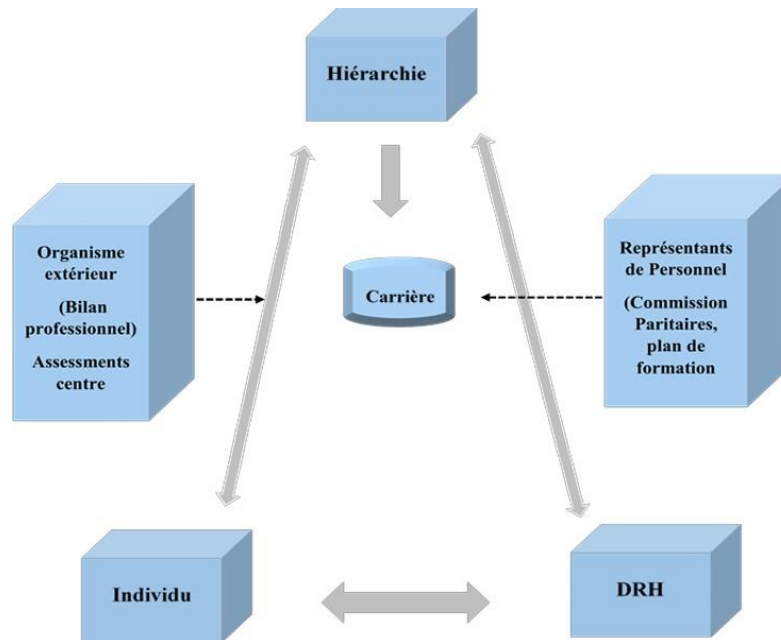 Hiérarchie
Organisme
extérieur
(Bilan
professionnel)
Assessments
centre
Carrière
Représentants
de Personnel
(Commission
Paritaires,
plan de
formation
Individu
DRH